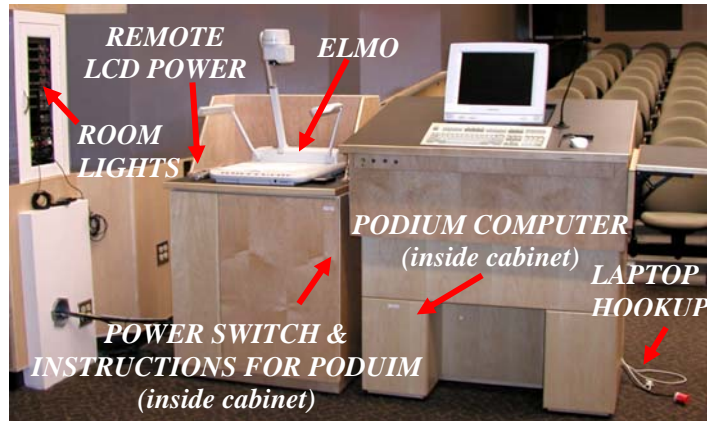 REMOTE
LCD POWER
ELMO
ROOM
LIGHTS
PODIUM COMPUTER
(inside cabinet)
LAPTOP
HOOKUP
POWER SWITCH &
INSTRUCTIONS FOR PODUIM
(inside cabinet)